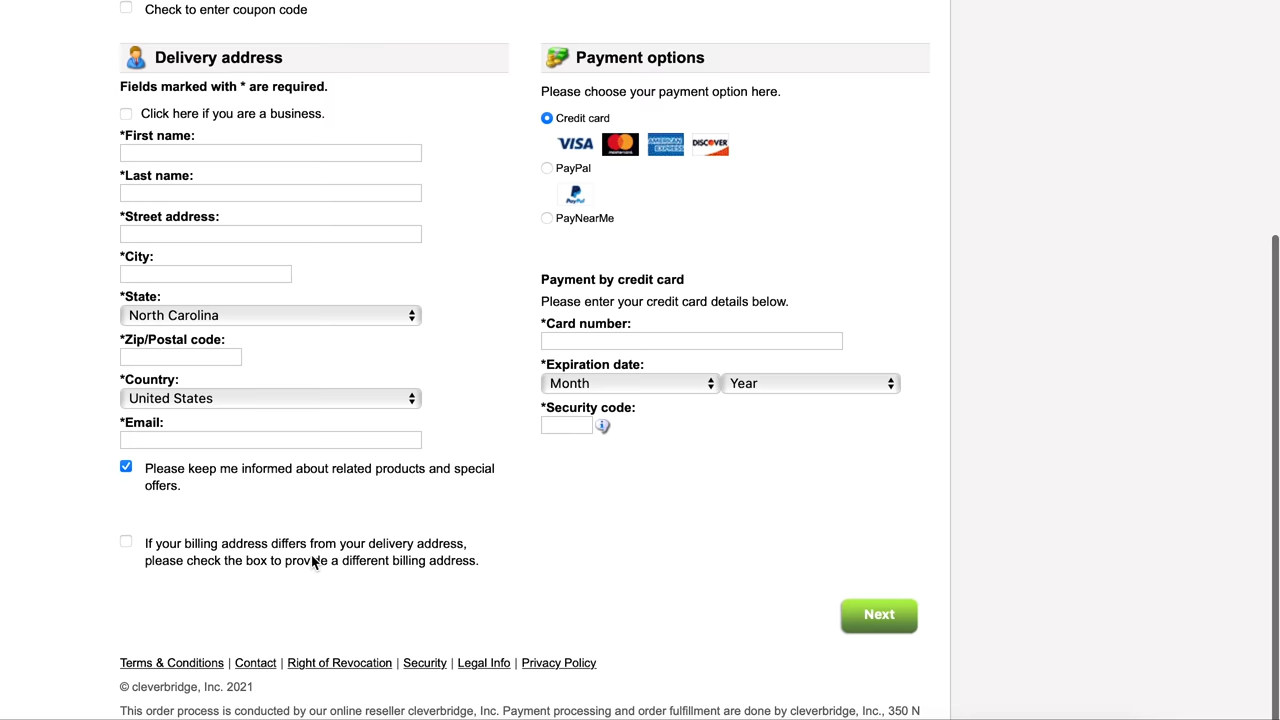 Check to enter coupon code
Delivery address
Fields marked with * are required.
Click here if you are a business.
*First name:
*Last name:
*Street address:
*City:
*State:
North Carolina
*Zip/Postal code:
*Country:
United States
*Email:
Please keep me informed about related products and special
offers.
If your billing address differs from your delivery address,
please check the box to provide a different billing address.
Payment options
Please choose your payment option here.
Credit card
VISA
mastercard
AMERICAN
EXPRESS
DISCOVER
PayPal
PayPal
PayNearMe
Payment by credit card
Please enter your credit card details below.
*Card number:
*Expiration date:
Month Year
*Security code:
Next
Terms & Conditions | Contact | Right of Revocation | Security | Legal Info | Privacy Policy
© cleverbridge, Inc. 2021
This order process is conducted by our online reseller cleverbridge, Inc. Payment processing and order fulfillment are done by cleverbridge, Inc., 350 N